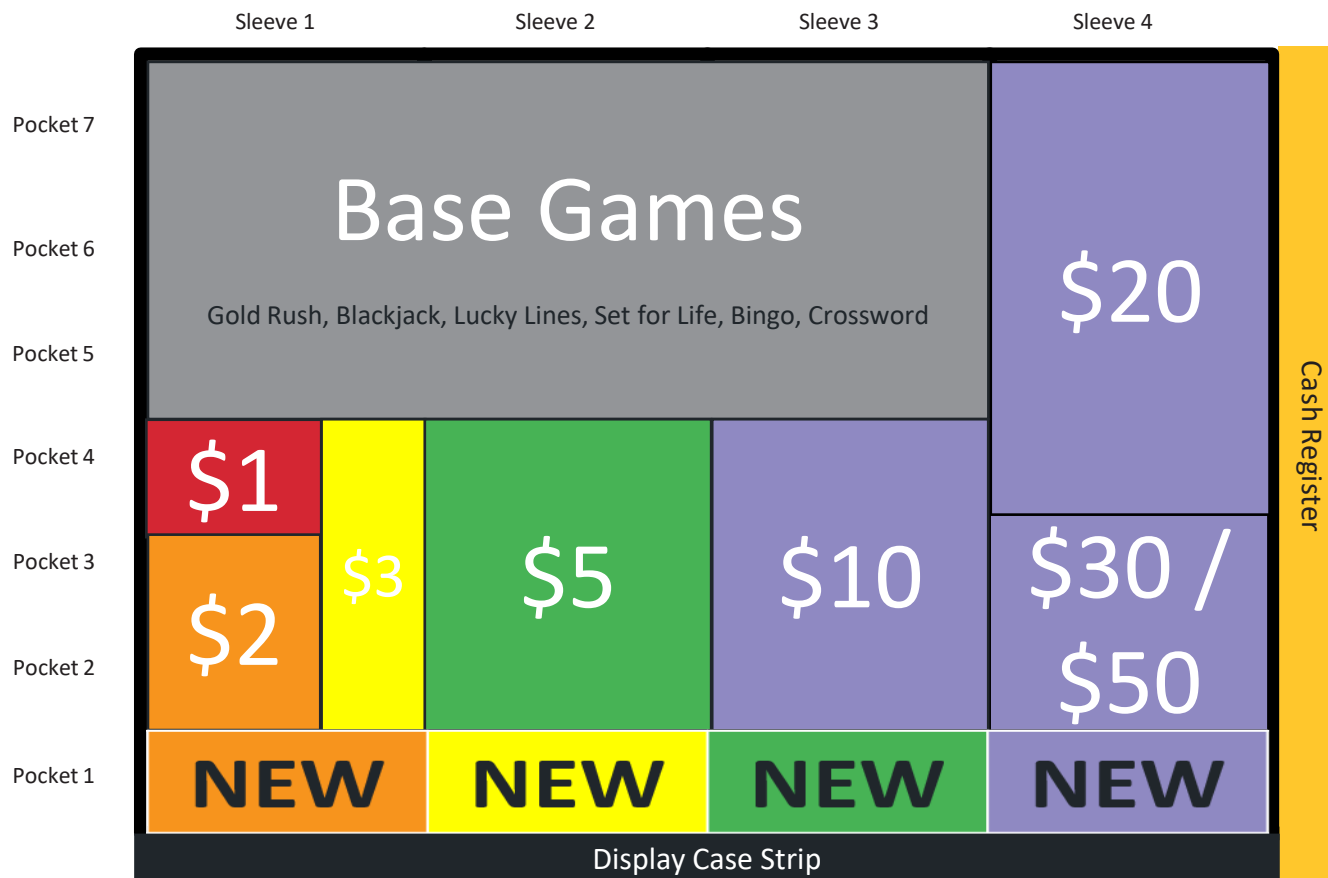 Sleeve 1
Sleeve 2
Sleeve 3
Sleeve 4
Pocket 7
Pocket 6
Pocket 5
Pocket 4
Pocket 3
Pocket 2
Pocket 1
Base Games
Gold Rush, Blackjack, Lucky Lines, Set for Life, Bingo, Crossword
$20
$1
$2
$3
$5
$10
$30 /
$50
NEW
NEW
NEW
NEW
Display Case Strip
Cash Register